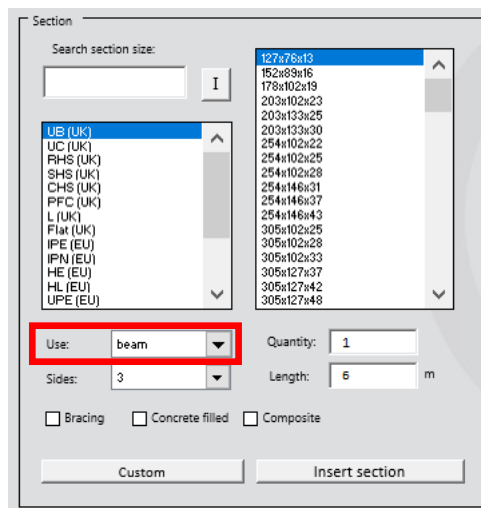 Section
Search section size:
I
127x76x13
152x89x16
178x102x19
203x102x23
203x133x25
203x133x30
254x102x22
254x102x25
254x102x28
254x146x31
254x146x37
254x146x43
305x102x25
305x102x28
305x102x33
305x127x37
305x127x42
305x127x48
UB (UK)
UC (UK)
RHS (UK)
SHS (UK)
CHS (UK)
PFC (UK)
L (UK)
Flat (UK)
IPE (EU)
IPN (EU)
HE (EU)
HL (EU)
UPE (EU)
Use: beam
Quantity: 1
Sides: 3
Length: 6 m
Bracing Concrete filled Composite
Custom Insert section